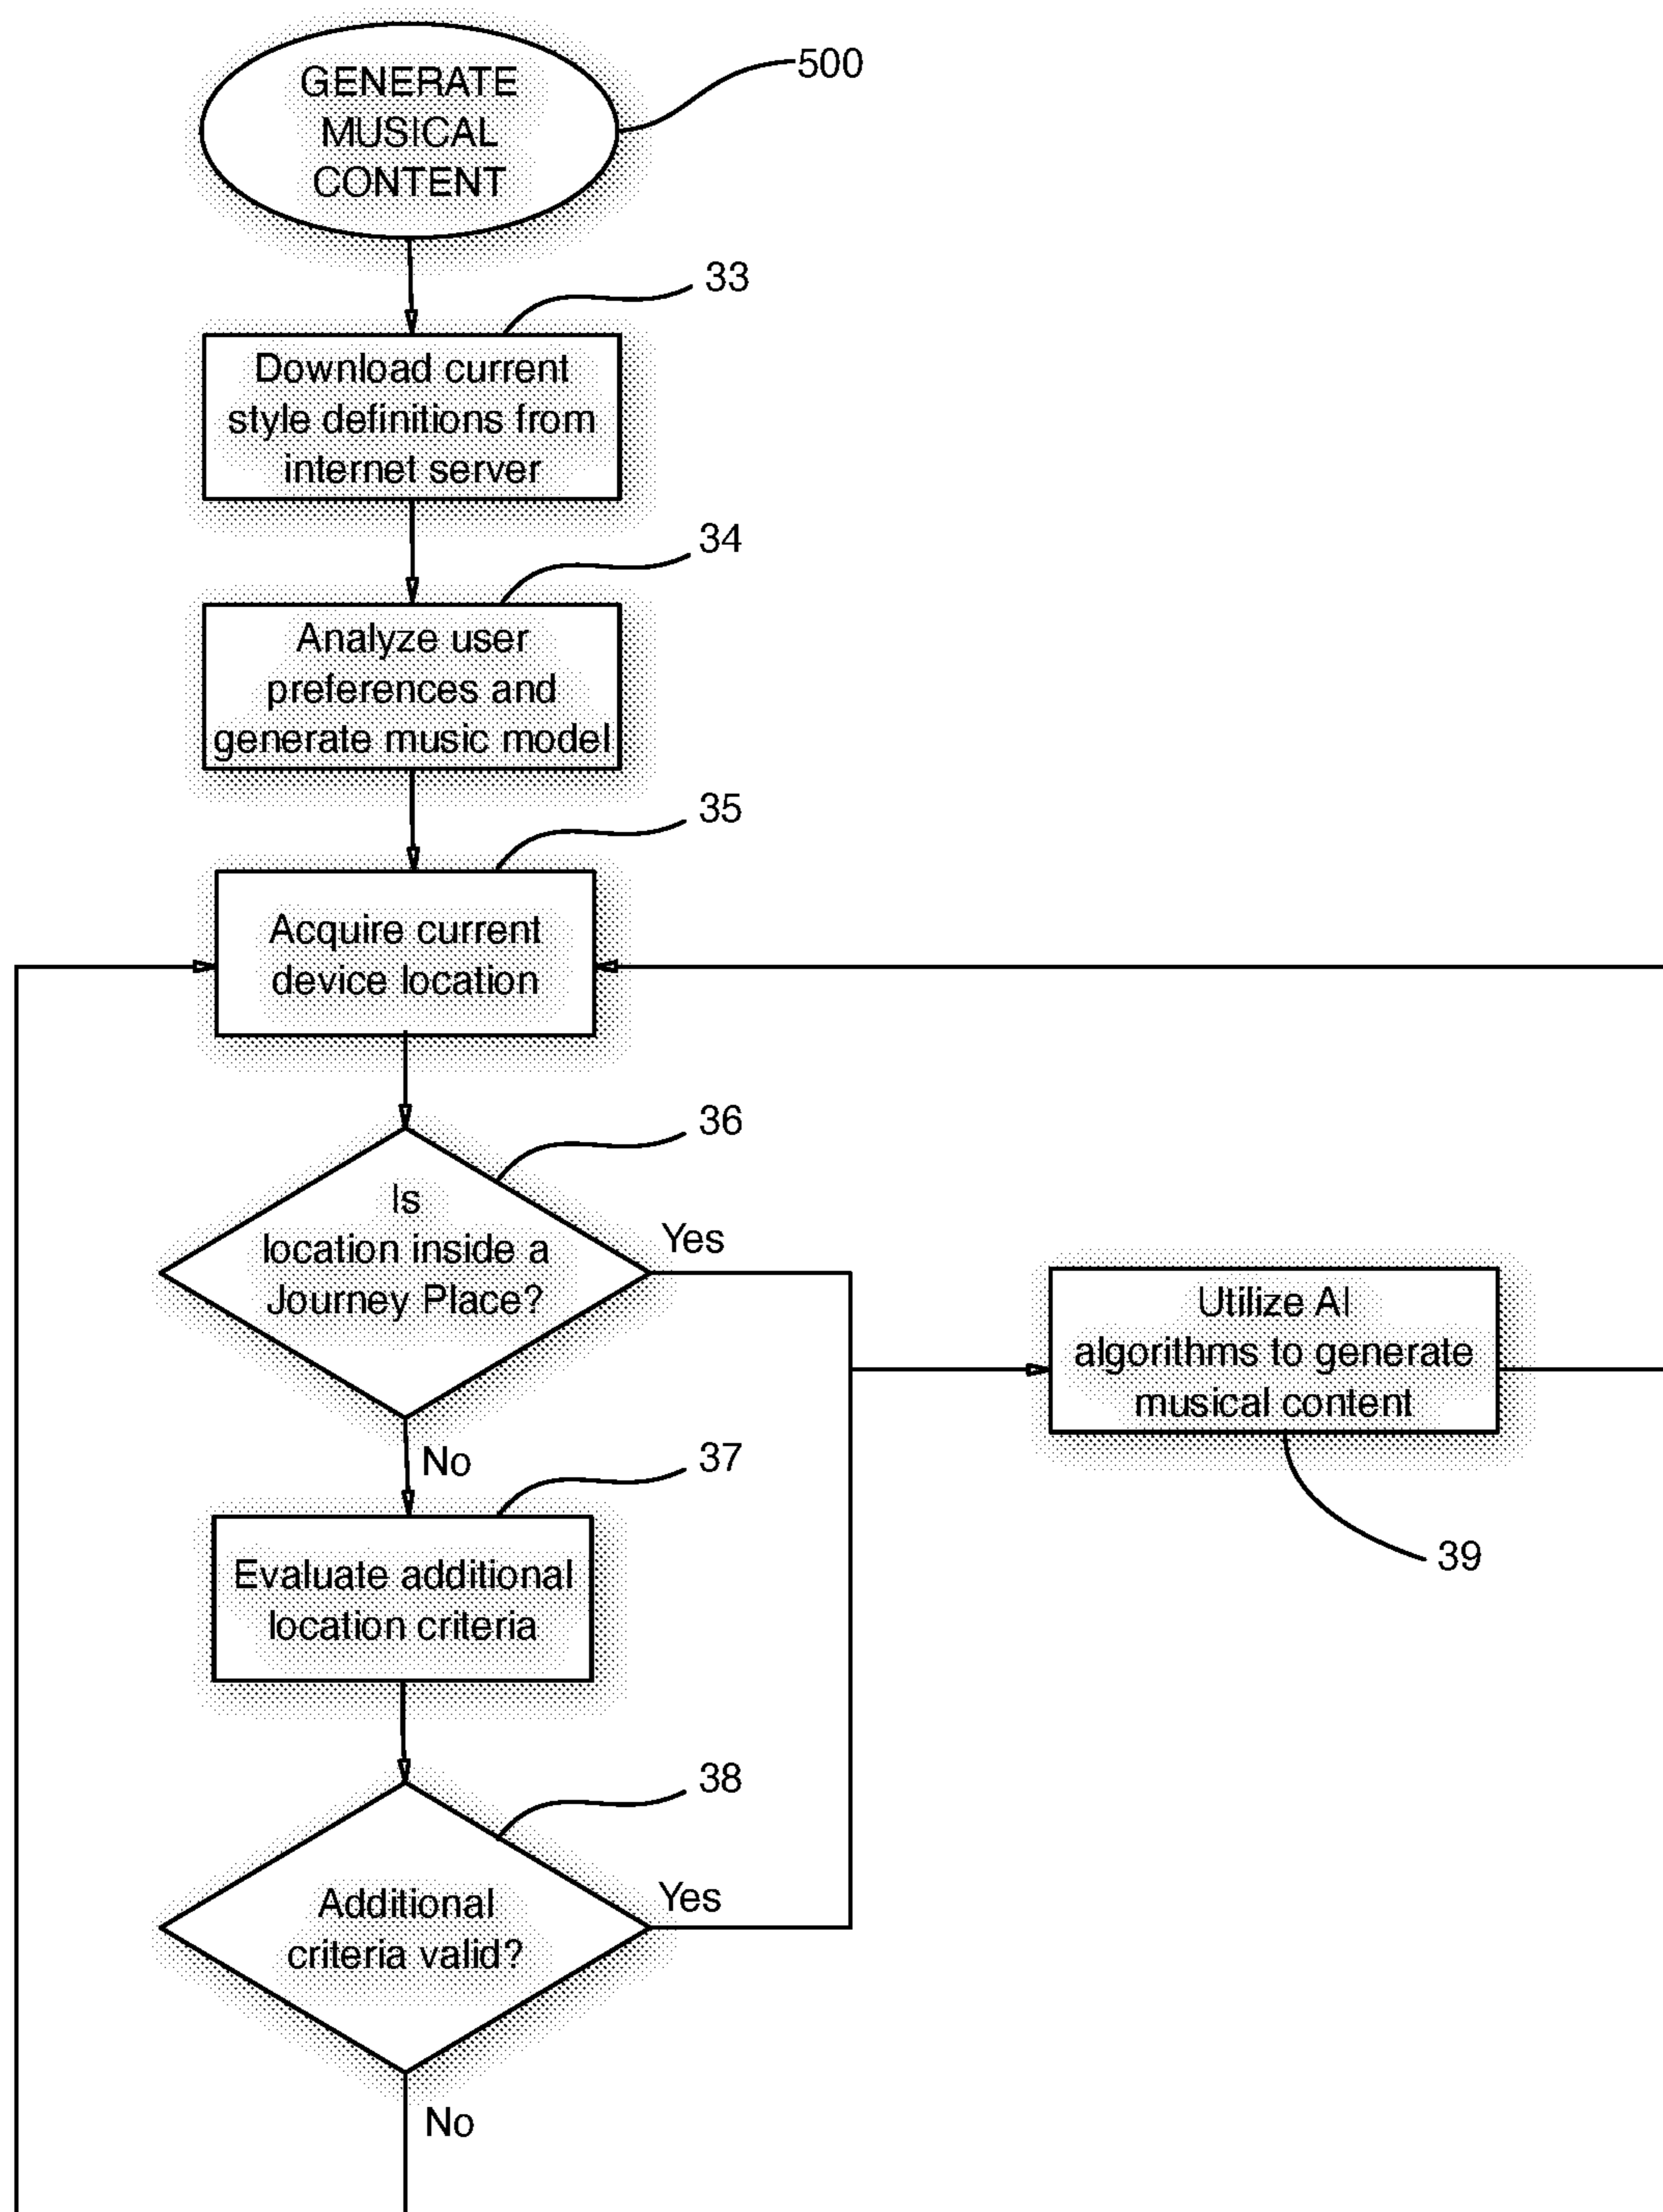 GENERATE
MUSICAL
CONTENT
500
33
Download current
style definitions from
internet server
34
Analyze user
preferences and
generate music model
35
Acquire current
device location
36
Is
location inside a
Journey Place?
Yes
Utilize AI
algorithms to generate
musical content
39
No
37
Evaluate additional
location criteria
38
Additional
criteria valid?
Yes
No